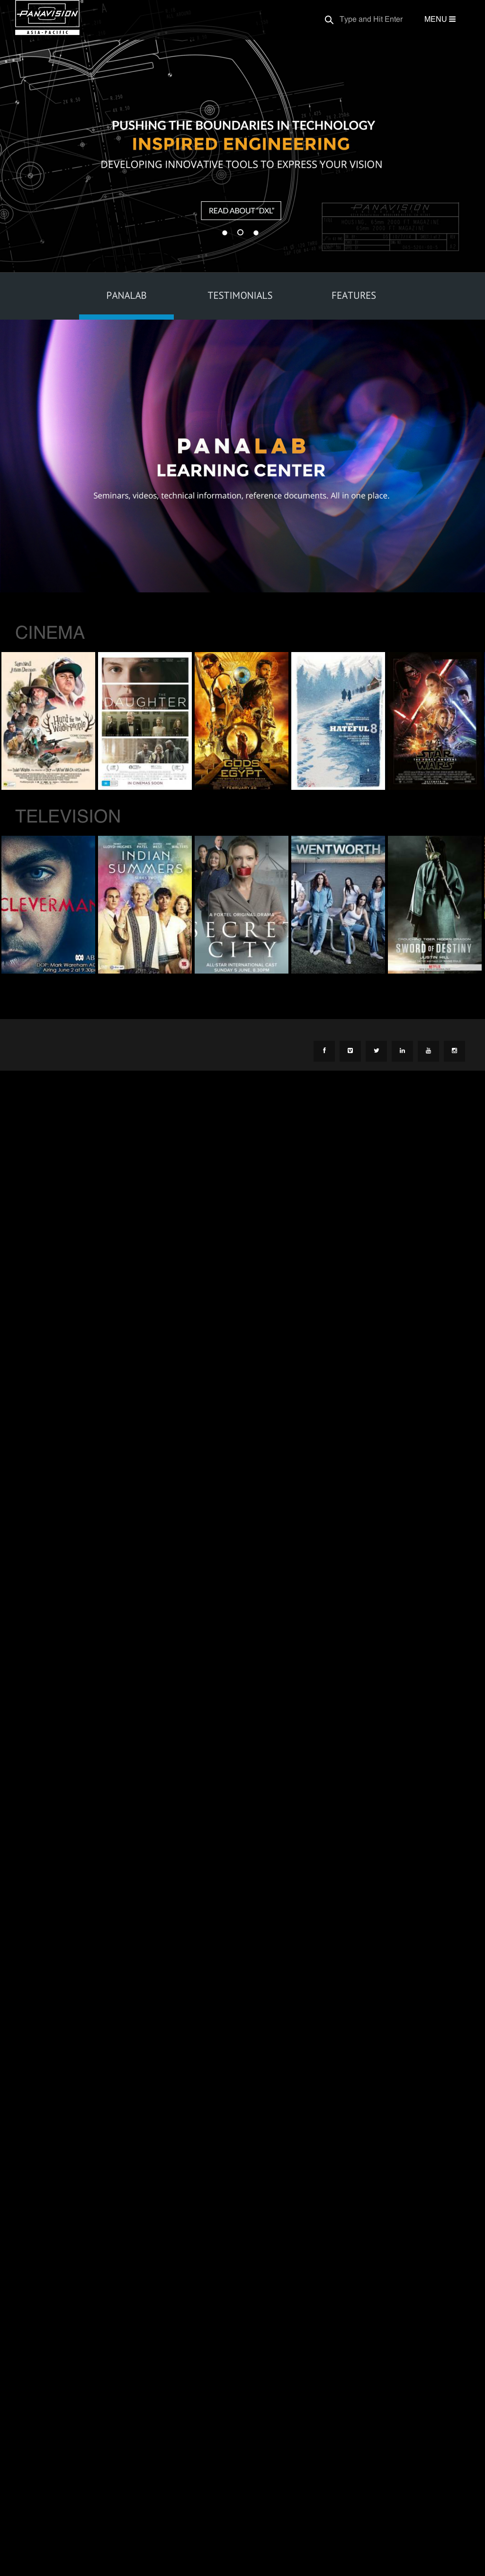 PANAVISION
ASIA-PACIFIC
Type and Hit Enter
MENU
PUSHING THE BOUNDARIES IN TECHNOLOGY
INSPIRED ENGINEERING
DEVELOPING INNOVATIVE TOOLS TO EXPRESS YOUR VISION
READ ABOUT "DXL"
PANAVISION
PANALAB
TESTIMONIALS
FEATURES
PANALAB
LEARNING CENTER
Seminars, videos, technical information, reference documents. All in one place.
CINEMA
Hunt for the Wilderpeople
THE
DAUGHTER
IN CINEMAS SOON
GODS
OF
EGYPT
THE
HATEFUL 8
STAR
THE FORCE AWAKENS
WARS
TELEVISION
CLEVERMAN
ABC
DOP: Mark Wareham AC
Airing June 2 at 9.30p
INDIAN
SUMMERS
A FOXTEL ORIGINAL DRAMA
SECRE
CITY
ALL-STAR INTERNATIONAL CAST
SUNDAY 5 JUNE, 8.30PM
WENTWORTH
SWORD OF DESTINY